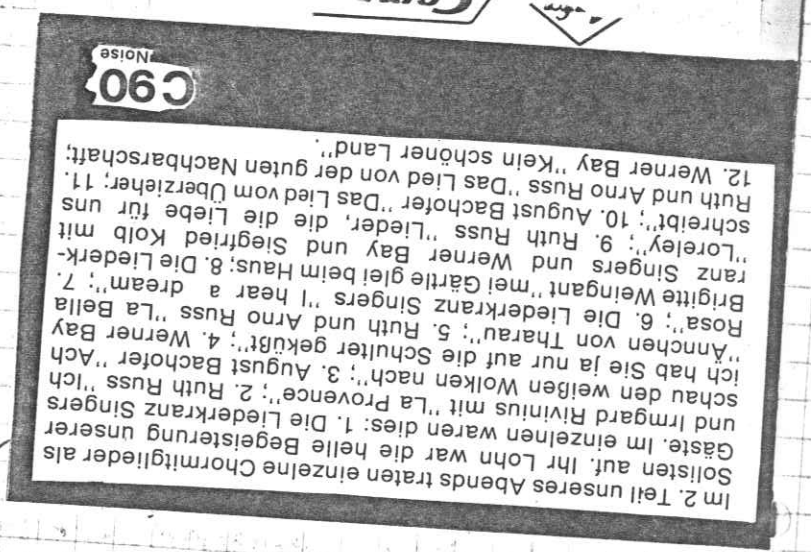 Im 2. Teil unseres Abends traten einzelne Chormitglieder als
Sollisten auf. Ihr Lohn war die helle Begeisterung unserer
Gäste. Im einzelnen waren dies: 1. Die Liederkranz Singers
und Irmgard Rivinius mit "La Provence"; 2. Ruth Russ "Ich
schau den weißen Wolken nach"; 3. August Bachofer "Ach
ich hab Sie ja nur auf die Schulter geküßt"; 4. Werner Bay
"Ännchen von Tharau"; 5. Ruth und Arno Russ "La Bella
Rosa"; 6. Die Liederkranz Singers "I hear a dream"; 7.
Brigitte Weingant "mei Gärtle glei beim Haus; 8. Die Liederk-
ranz Singers und Werner Bay und Siegfried Kolb mit
"Loreley"; 9. Ruth Russ "Lieder, die die Liebe für uns
schreibt"; 10. August Bachofer "Das Lied vom Überzieher; 11.
Ruth und Arno Russ "Das Lied von der guten Nachbarschaft;
12. Werner Bay "Kein schöner Land".
C90
Noise